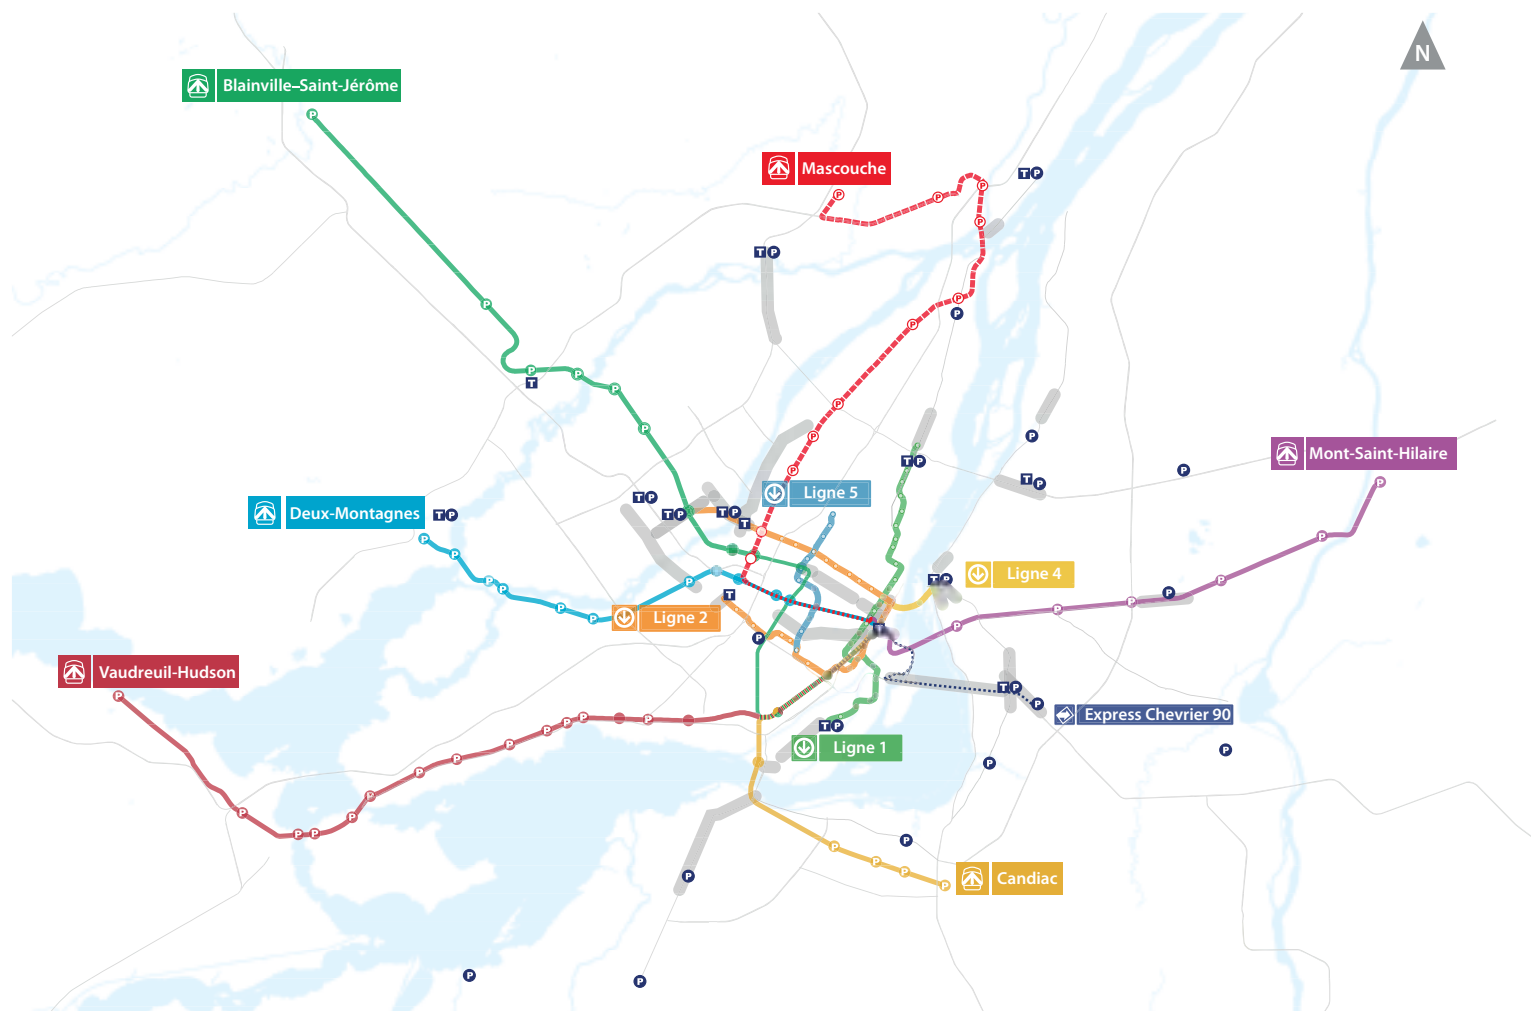 N
Blainville–Saint-Jérôme
Mascouche
Mont-Saint-Hilaire
Ligne 5
Deux-Montagnes
Ligne 4
Ligne 2
Vaudreuil-Hudson
Express Chevrier 90
Ligne 1
Candiac